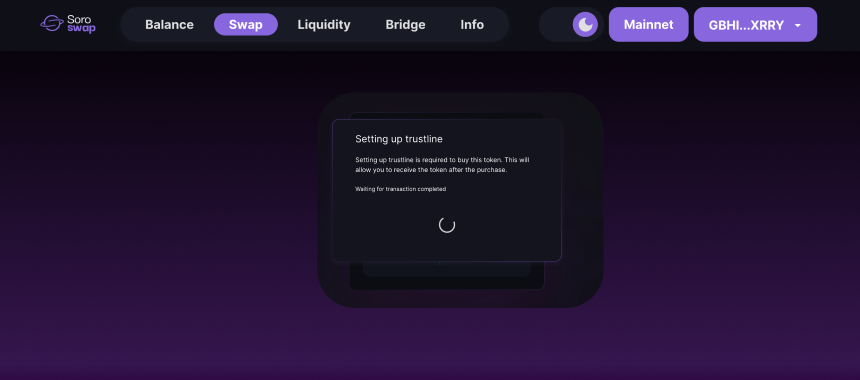 Soro
swap
Balance
Swap
Liquidity
Bridge
Info
Mainnet
GBHI...XRRY
Setting up trustline
Setting up trustline is required to buy this token. This will
allow you to receive the token after the purchase.
Waiting for transaction completed